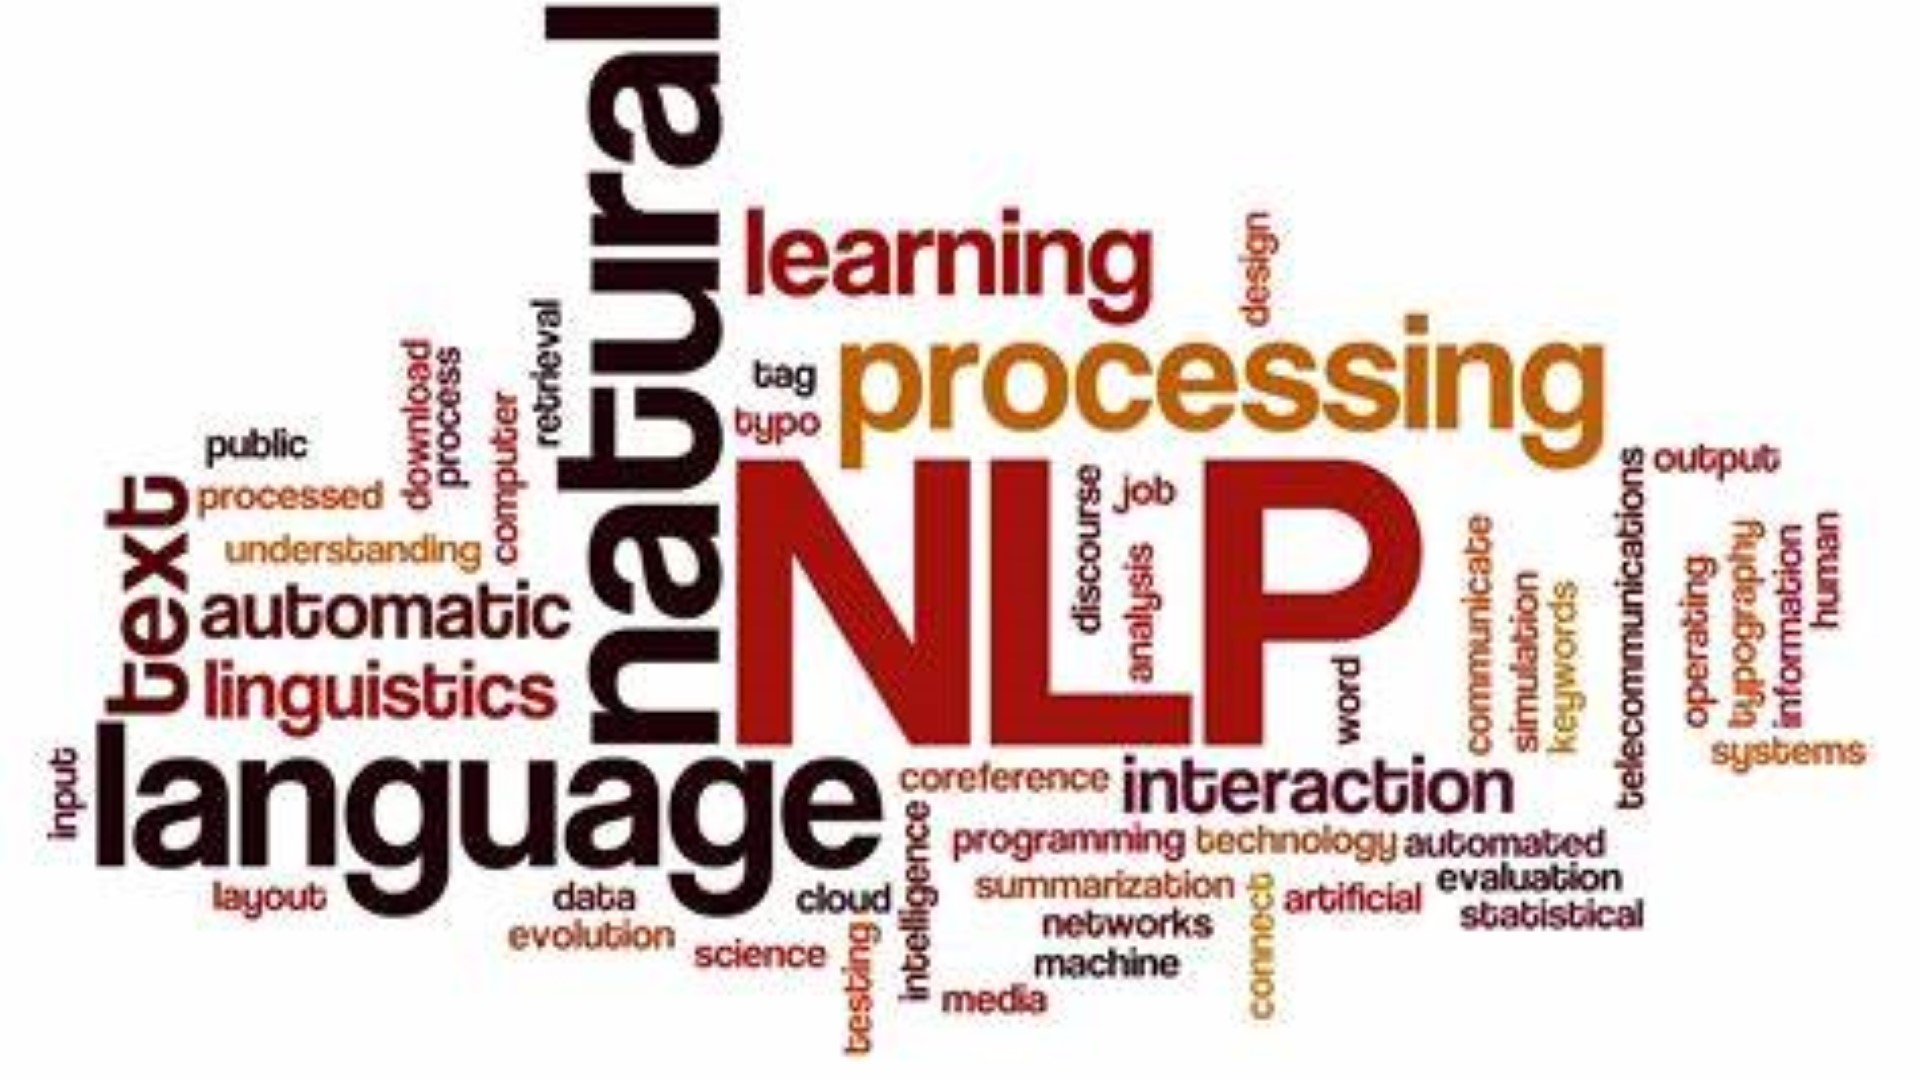 natural
learning
design
processing
tag
typo
retrieval
download
process
computer
public
processed
understanding
text
automatic
linguistics
NLP
discourse
job
analysis
word
communicate
simulation
keywords
telecommunications
output
operating
typography
information
human
systems
input
language
coreference
interaction
programming technology automated
intelligence
summarization
connect
artificial
evaluation
statistical
networks
machine
media
layout
data
cloud
evolution
science
testing